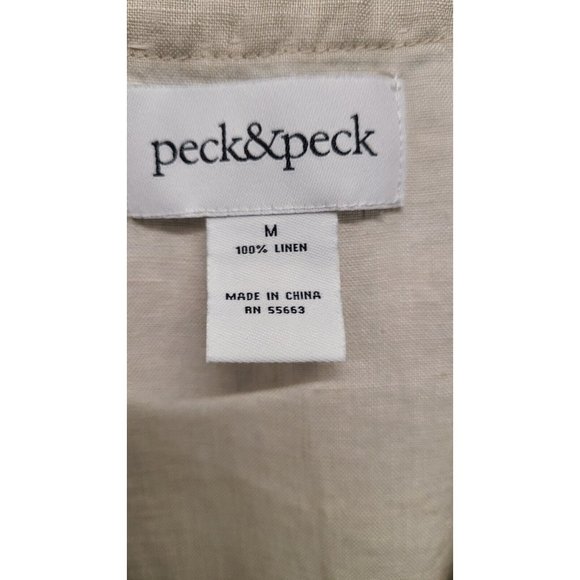 peck&peck
M
100% LINEN
MADE IN CHINA
RN 55663